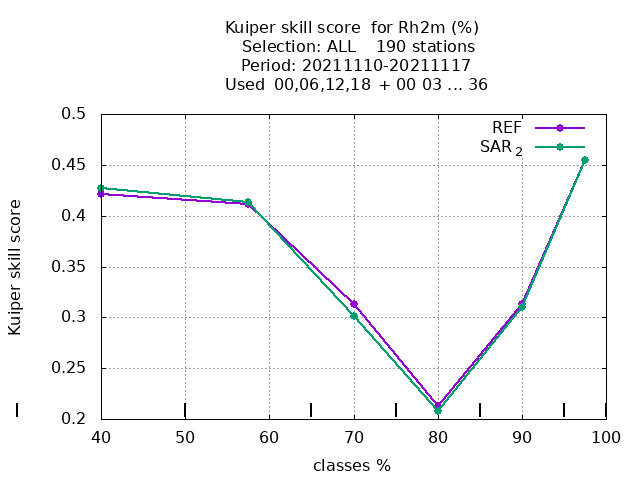 Kuiper skill score  for Rh2m (%)
Selection: ALL    190 stations
Period: 20211110-20211117
Used  00,06,12,18  + 00 03 ... 36
REF
SAR 2
0.5
0.45
0.4
0.35
0.3
0.25
0.2
Kuiper skill score
40 50 60 70 80 90 100
classes %